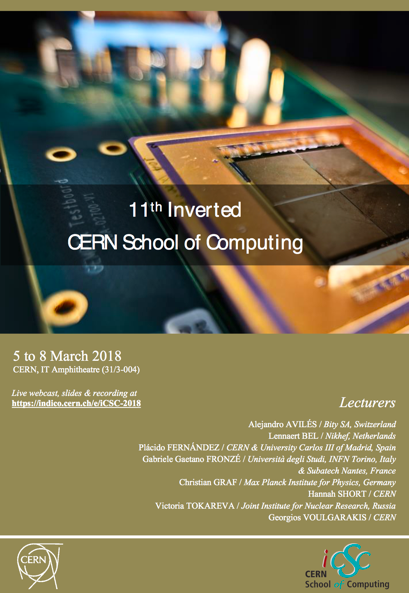 11th Inverted
CERN School of Computing
5 to 8 March 2018
CERN, IT Amphitheatre (31/3-004)
Live webcast, slides & recording at
https://indico.cern.ch/e/iCSC-2018
Lecturers
Alejandro AVILÉS / Bity SA, Switzerland
Lennaert BEL / Nikhef, Netherlands
Plácido FERNÁNDEZ / CERN & University Carlos III of Madrid, Spain
Gabriele Gaetano FRONZÉ / Università degli Studi, INFN Torino, Italy
& Subatech Nantes, France
Christian GRAF / Max Planck Institute for Physics, Germany
Hannah SHORT / CERN
Victoria TOKAREVA / Joint Institute for Nuclear Research, Russia
Georgios VOULGARAKIS / CERN
CERN
iCSC
CERN
School of Computing